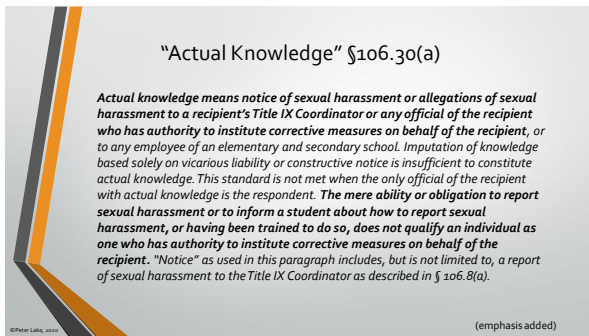 “Actual Knowledge” §106.30(a)
Actual knowledge means notice of sexual harassment or allegations of sexual
harassment to a recipient’s Title IX Coordinator or any official of the recipient
who has authority to institute corrective measures on behalf of the recipient, or
to any employee of an elementary and secondary school. Imputation of knowledge
based solely on vicarious liability or constructive notice is insufficient to constitute
actual knowledge. This standard is not met when the only official of the recipient
with actual knowledge is the respondent. The mere ability or obligation to report
sexual harassment or to inform a student about how to report sexual
harassment, or having been trained to do so, does not qualify an individual as
one who has authority to institute corrective measures on behalf of the
recipient. “Notice” as used in this paragraph includes, but is not limited to, a report
of sexual harassment to the Title IX Coordinator as described in § 106.8(a).
(emphasis added)
©Peter Lake, 2020